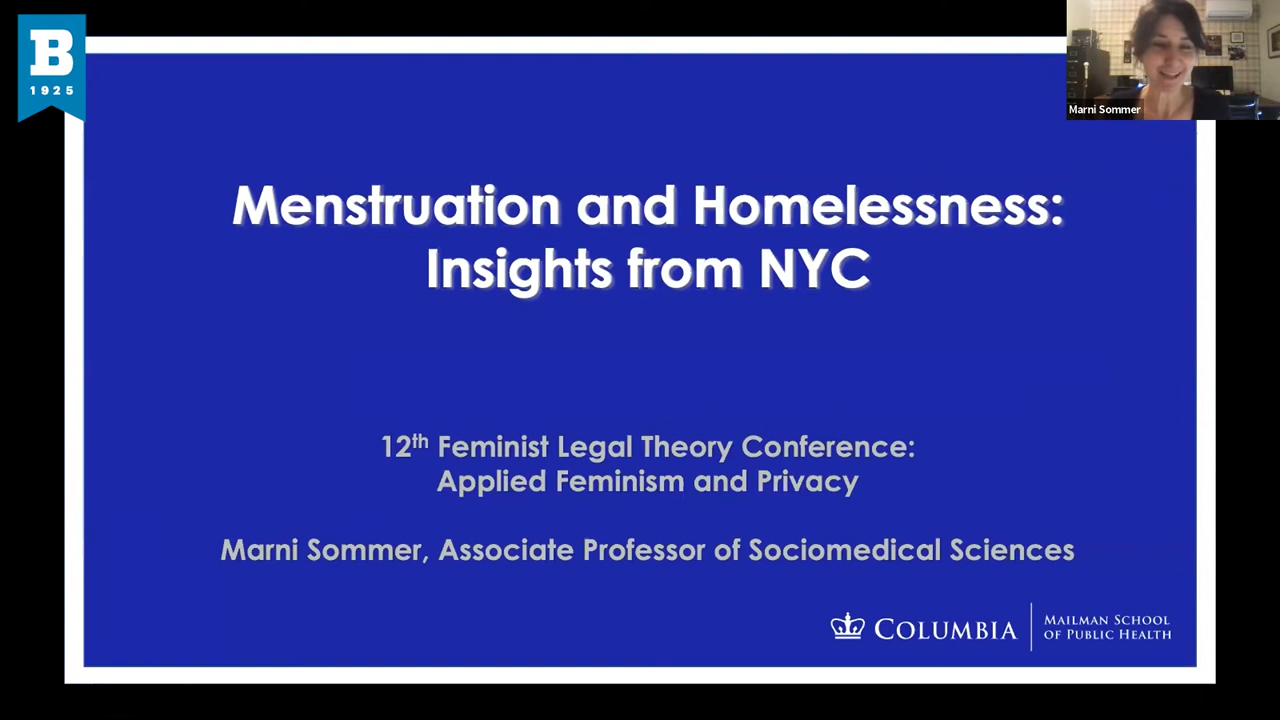 B
1925
Marni Sommer
Menstruation and Homelessness:
Insights from NYC
12th Feminist Legal Theory Conference:
Applied Feminism and Privacy
Marni Sommer, Associate Professor of Sociomedical Sciences
COLUMBIA
MAILMAN SCHOOL
OF PUBLIC HEALTH